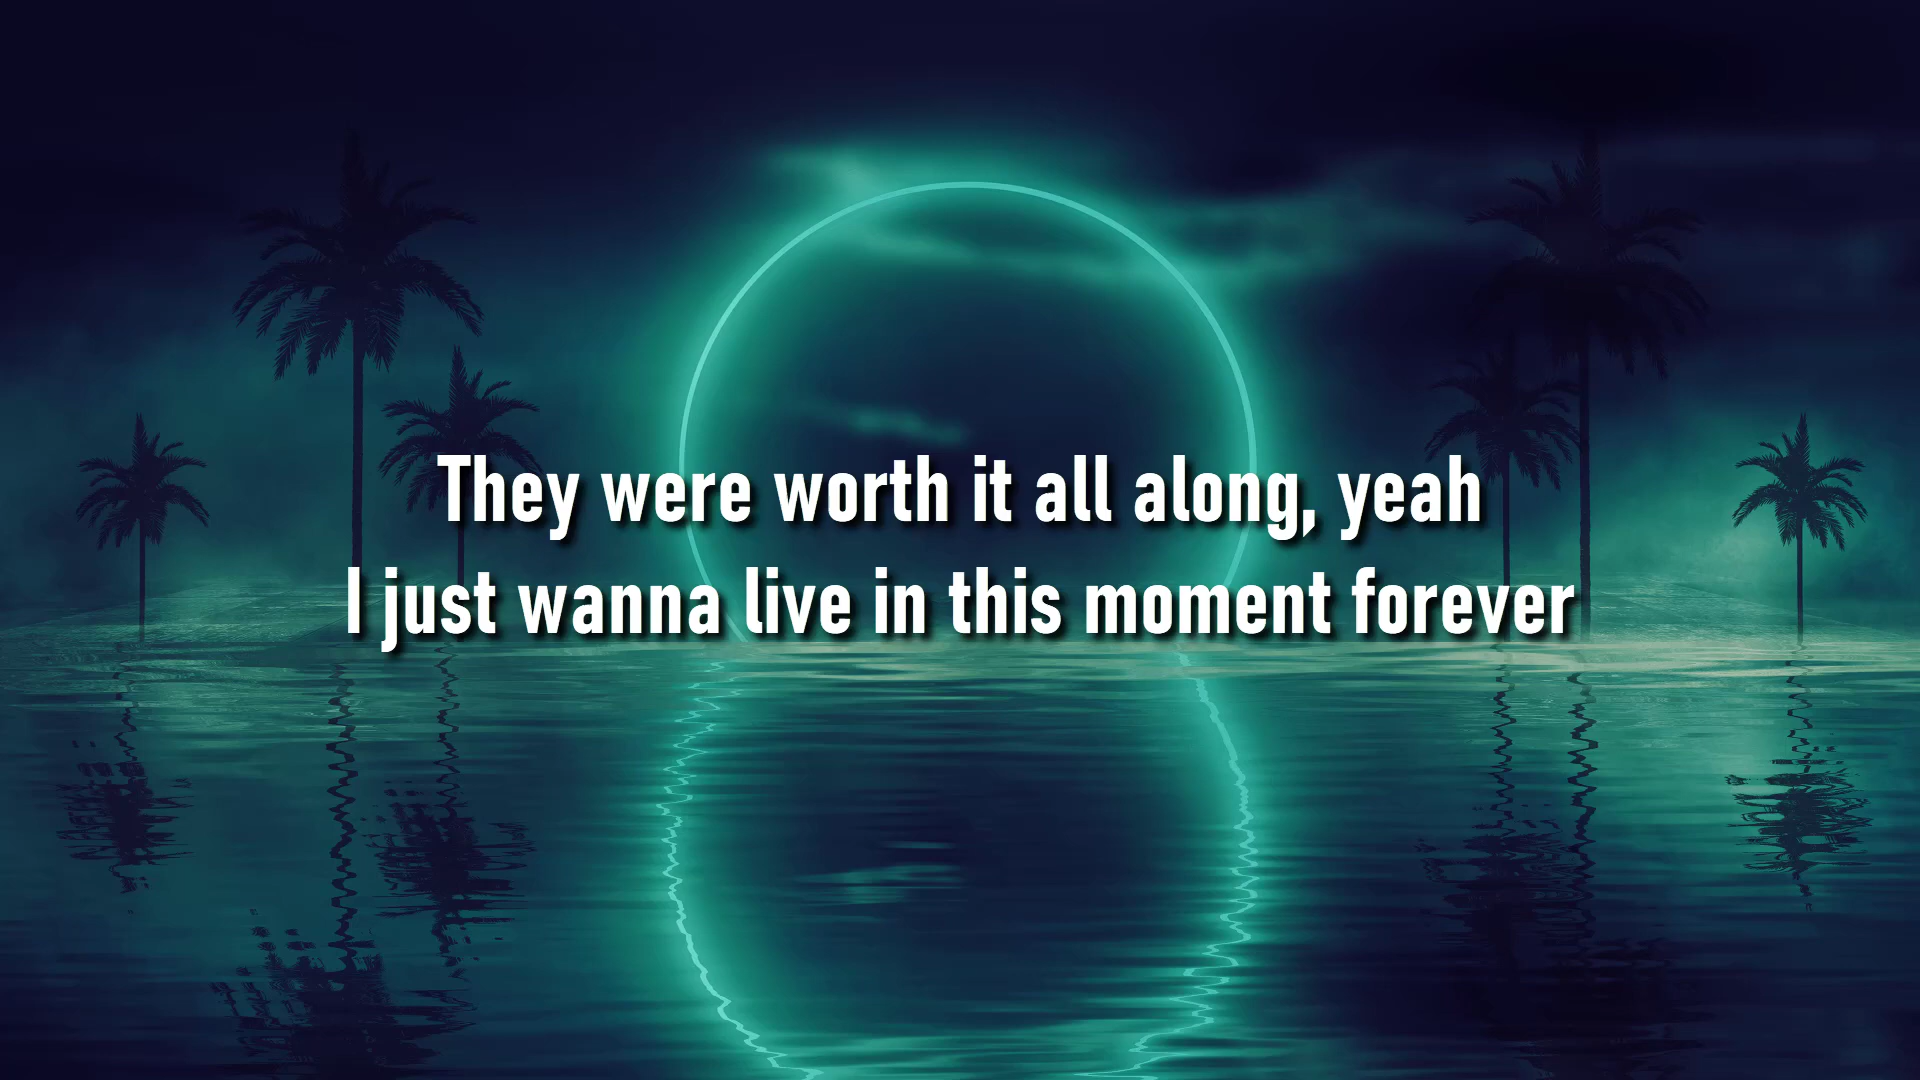 They were worth it all along, yeah
I just wanna live in this moment forever